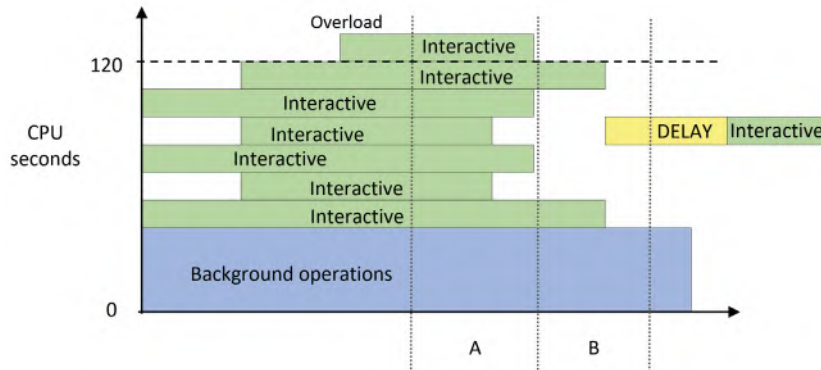 Overload
Interactive
120
Interactive
Interactive
CPU
seconds
Interactive
DELAY
Interactive
Interactive
Interactive
Interactive
Background operations
0
A
B